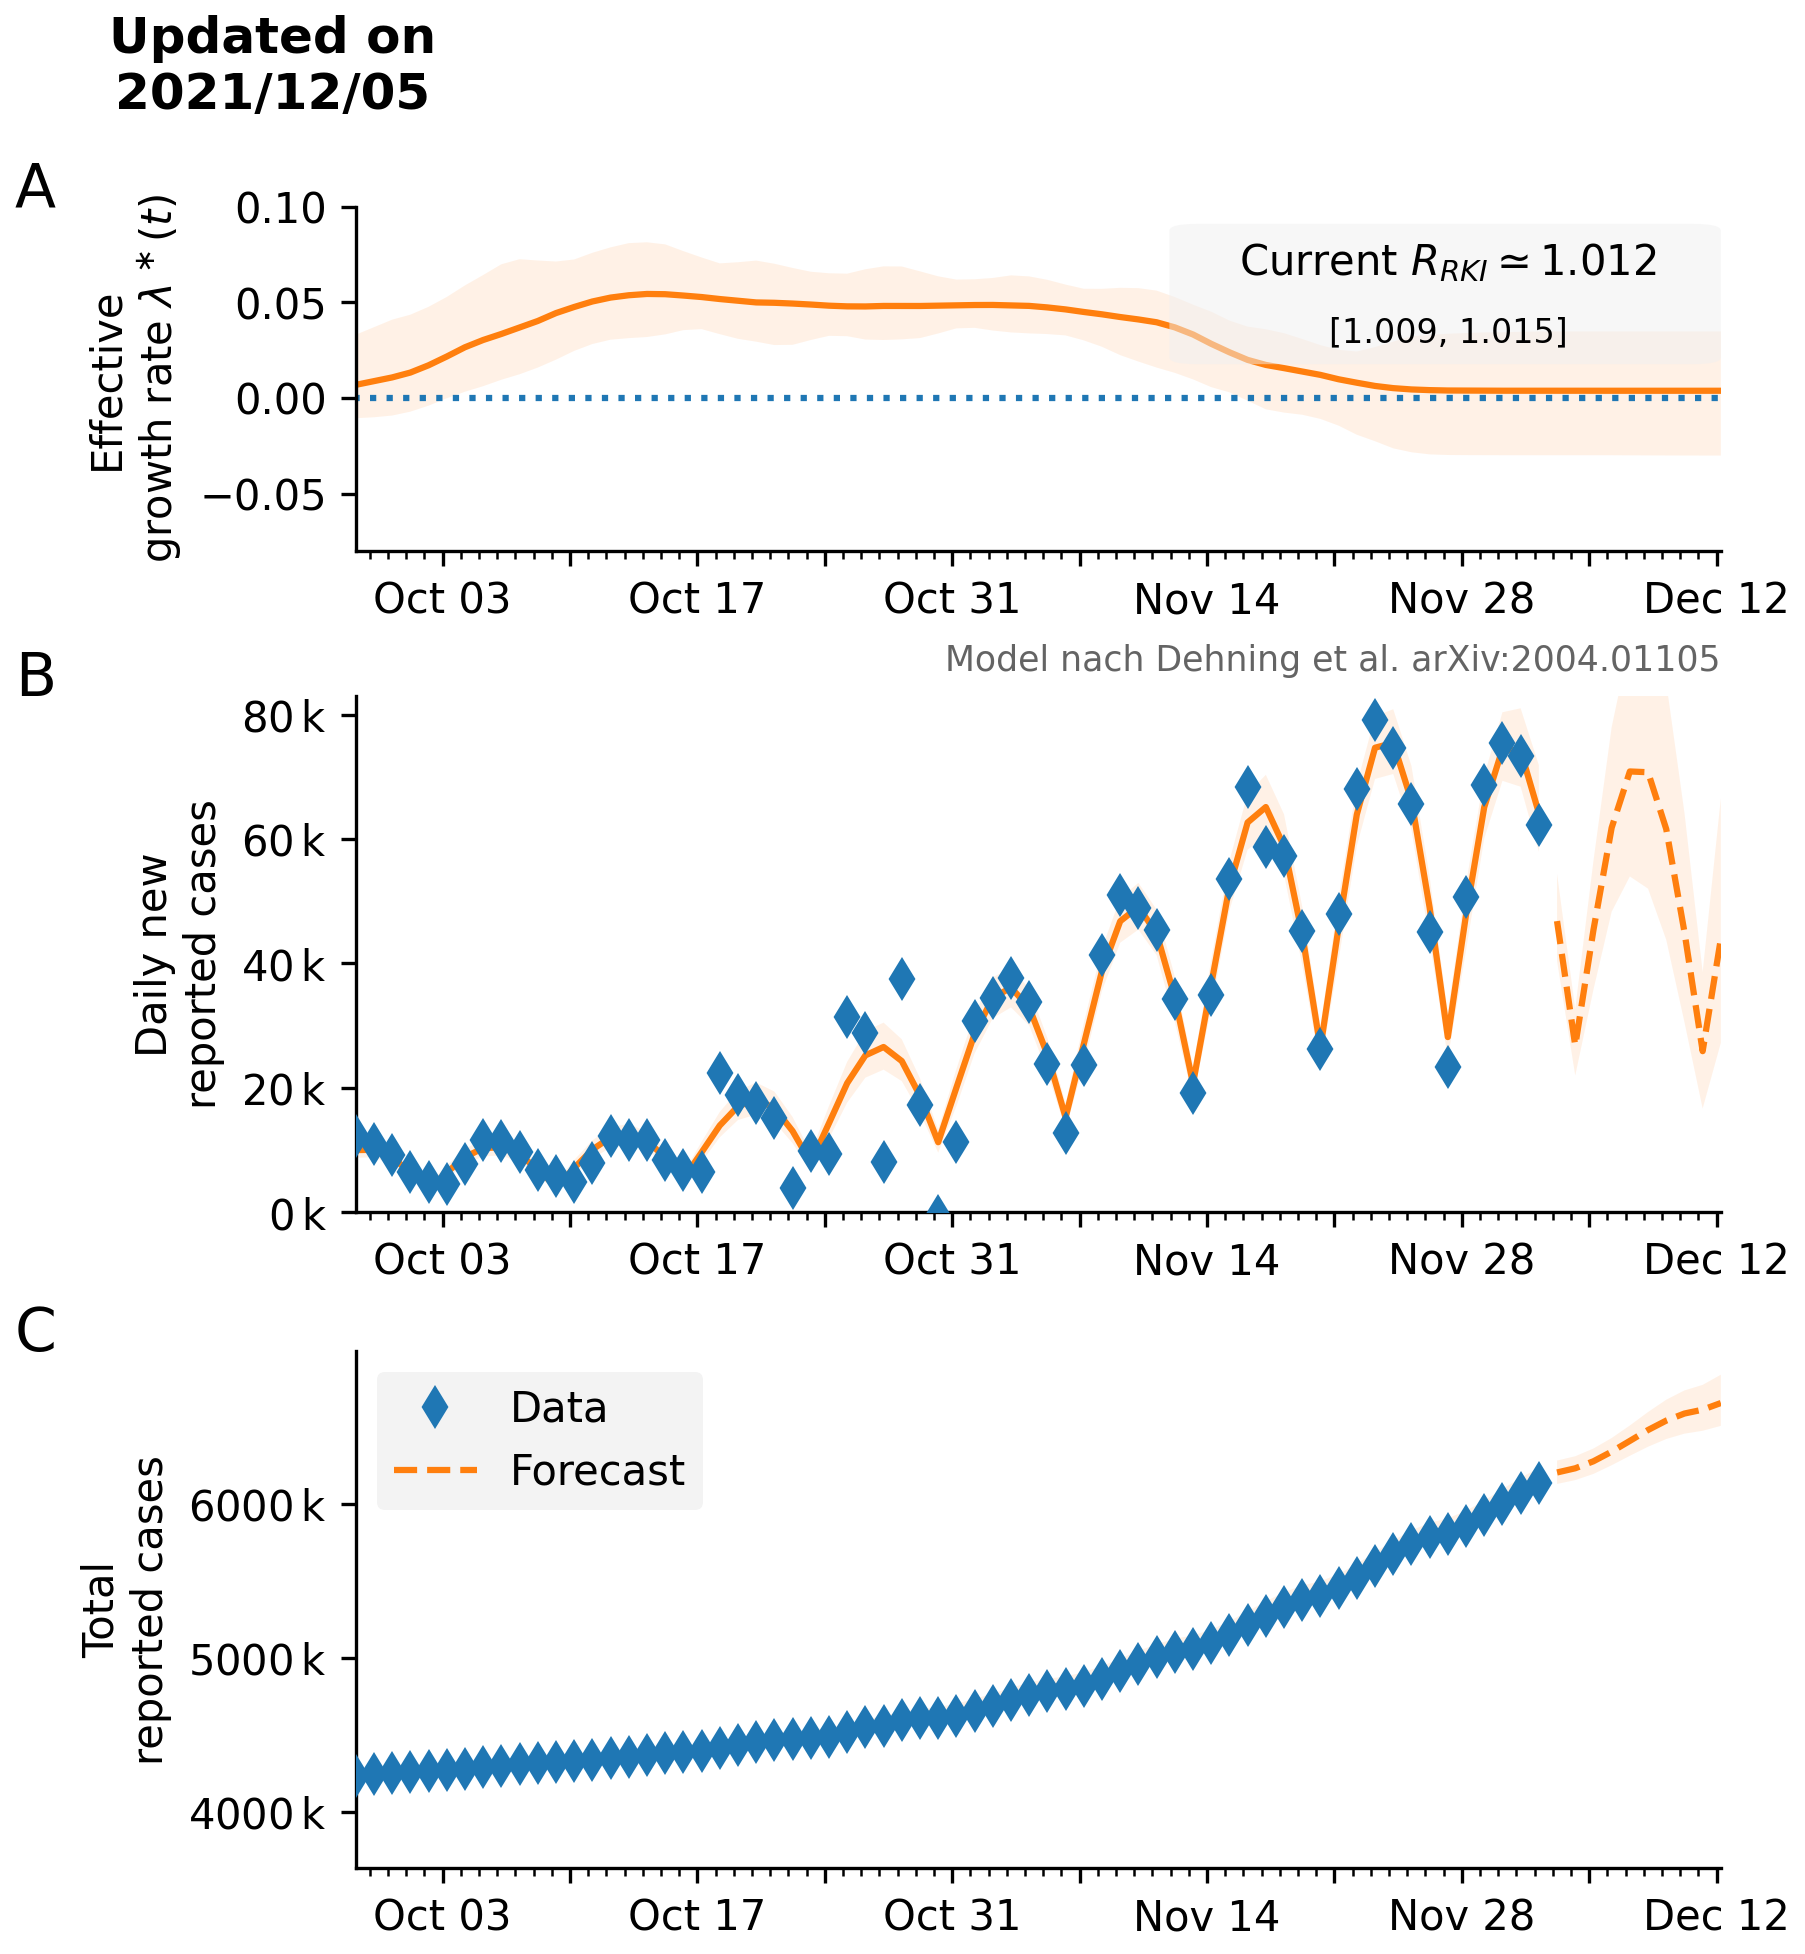 Updated on
2021/12/05
A
Effective
growth rate λ * (t)
0.10
0.05
0.00
−0.05
Current R_RKI ≃ 1.012
[1.009, 1.015]
Oct 03 Oct 17 Oct 31 Nov 14 Nov 28 Dec 12
Model nach Dehning et al. arXiv:2004.01105
B
Daily new
reported cases
80 k
60 k
40 k
20 k
0 k
Oct 03 Oct 17 Oct 31 Nov 14 Nov 28 Dec 12
C
Total
reported cases
Data
Forecast
6000 k
5000 k
4000 k
Oct 03 Oct 17 Oct 31 Nov 14 Nov 28 Dec 12